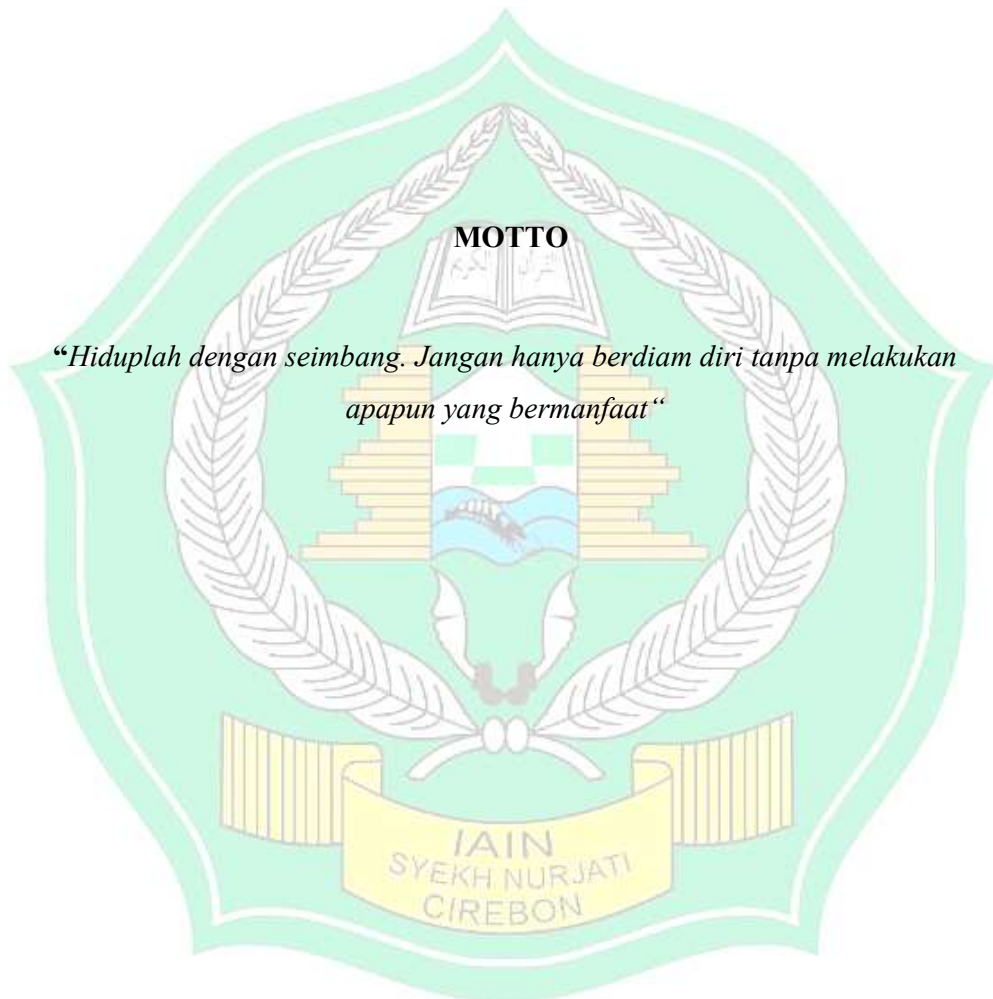 MOTTO
“Hiduplah dengan seimbang. Jangan hanya berdiam diri tanpa melakukan
apapun yang bermanfaat“
IAIN
SYEKH NURJATI
CIREBON